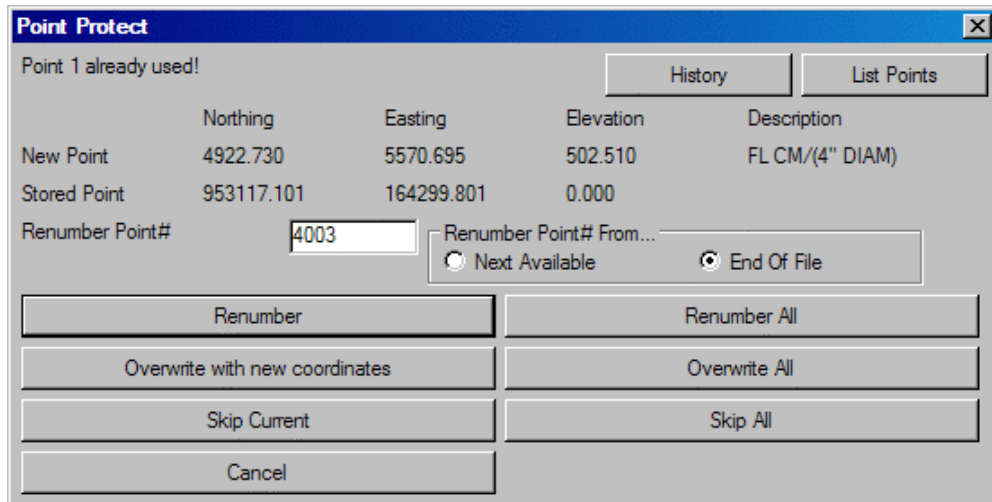 Point Protect
Point 1 already used!
History
List Points
Northing Easting Elevation Description
New Point 4922.730 5570.695 502.510 FL CM/(4" DIAM)
Stored Point 953117.101 164299.801 0.000
Renumber Point# 4003
Renumber Point# From...
Next Available
End Of File
Renumber
Renumber All
Overwrite with new coordinates
Overwrite All
Skip Current
Skip All
Cancel